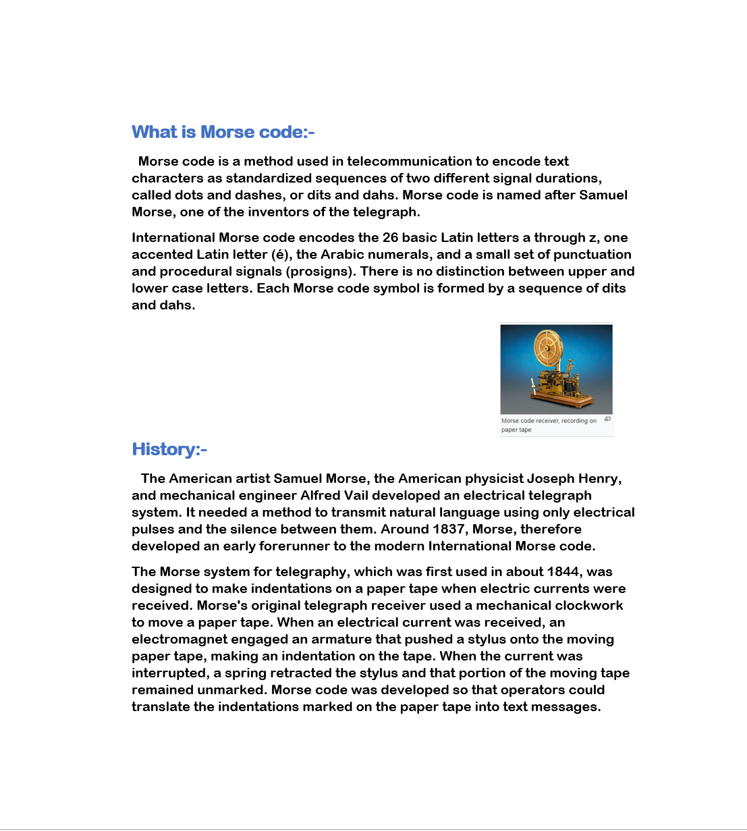 What is Morse code:-
Morse code is a method used in telecommunication to encode text
characters as standardized sequences of two different signal durations,
called dots and dashes, or dits and dahs. Morse code is named after Samuel
Morse, one of the inventors of the telegraph.
International Morse code encodes the 26 basic Latin letters a through z, one
accented Latin letter (é), the Arabic numerals, and a small set of punctuation
and procedural signals (prosigns). There is no distinction between upper and
lower case letters. Each Morse code symbol is formed by a sequence of dits
and dahs.
Morse code receiver, recording on
paper tape
History:-
The American artist Samuel Morse, the American physicist Joseph Henry,
and mechanical engineer Alfred Vail developed an electrical telegraph
system. It needed a method to transmit natural language using only electrical
pulses and the silence between them. Around 1837, Morse, therefore
developed an early forerunner to the modern International Morse code.
The Morse system for telegraphy, which was first used in about 1844, was
designed to make indentations on a paper tape when electric currents were
received. Morse's original telegraph receiver used a mechanical clockwork
to move a paper tape. When an electrical current was received, an
electromagnet engaged an armature that pushed a stylus onto the moving
paper tape, making an indentation on the tape. When the current was
interrupted, a spring retracted the stylus and that portion of the moving tape
remained unmarked. Morse code was developed so that operators could
translate the indentations marked on the paper tape into text messages.